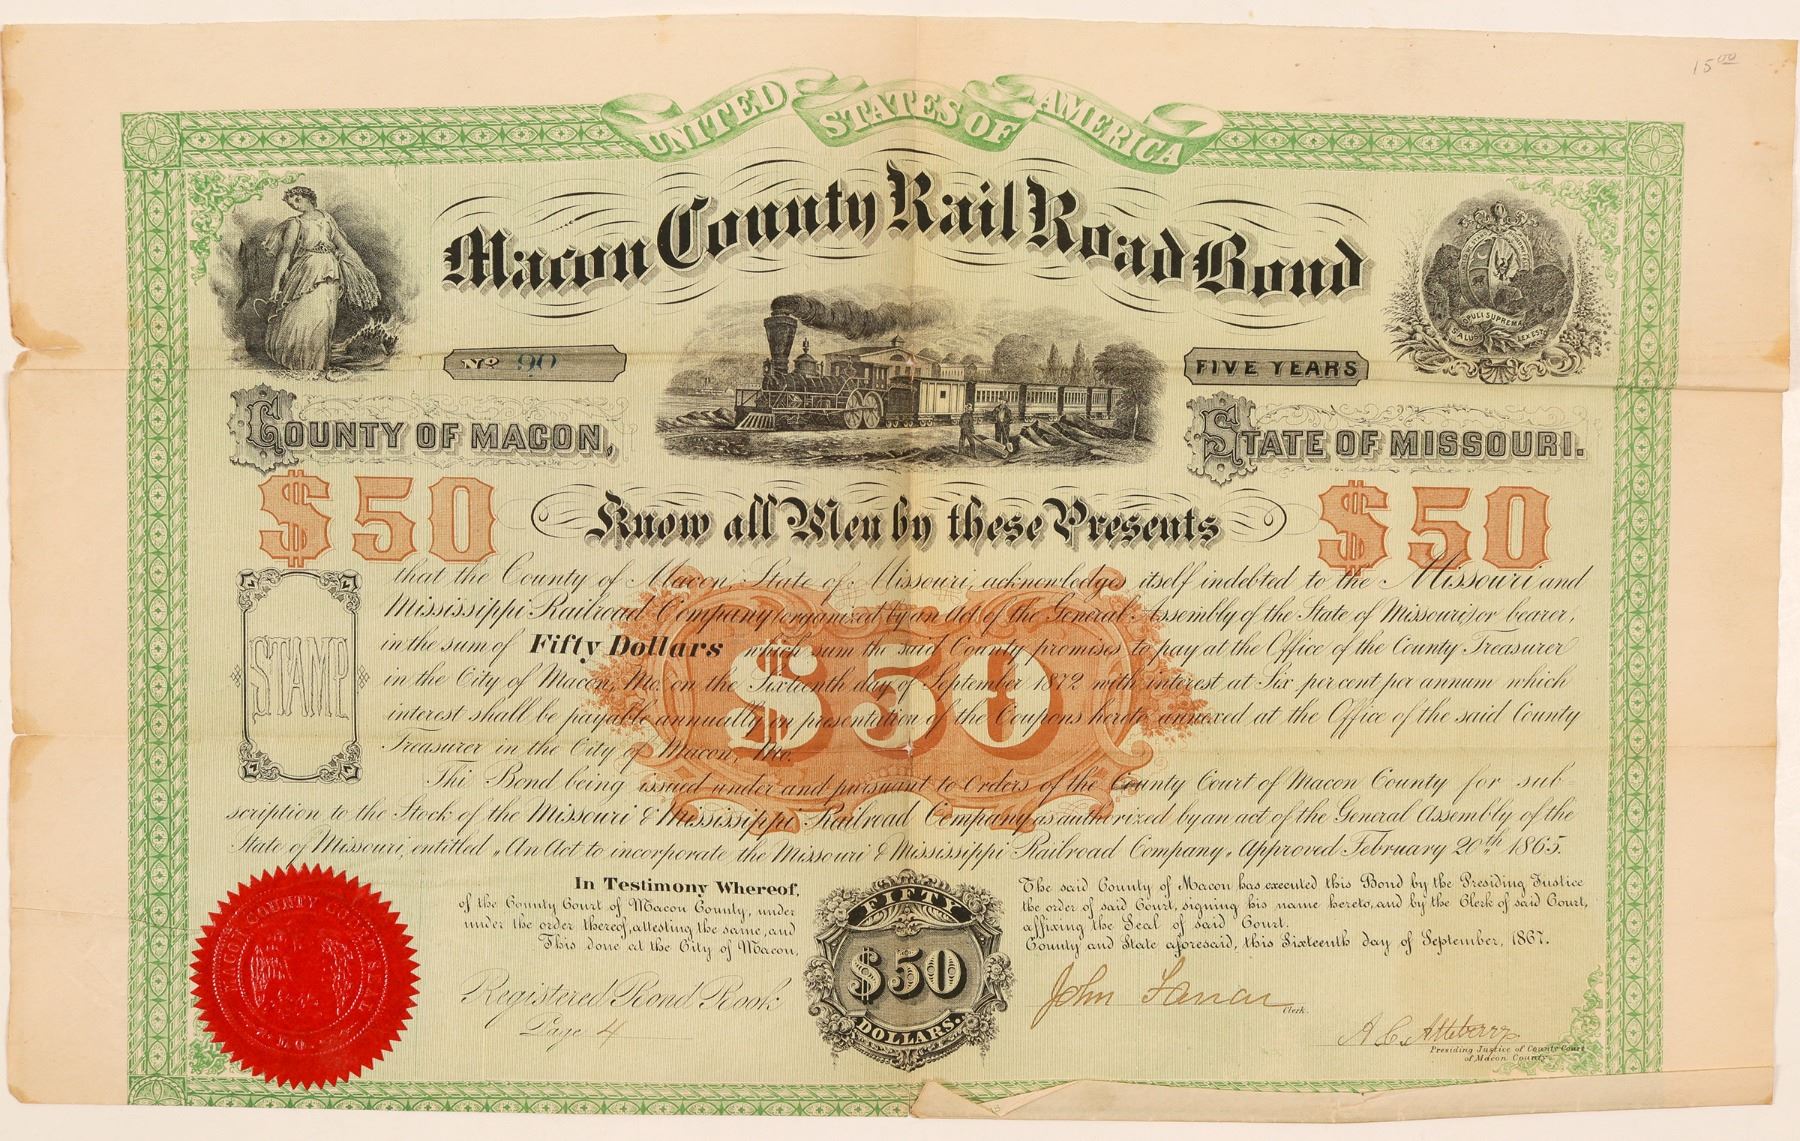 15 00
UNITED STATES OF AMERICA
Macon County Rail Road Bond
No 90
FIVE YEARS
SALUS POPULI SUPREMA LEX EST
COUNTY OF MACON,
STATE OF MISSOURI.
$50
Know all Men by these Presents
$50
that the County of Macon, State of Missouri, acknowledges itself indebted to the Missouri and
Mississippi Railroad Company (organized by an Act of the General Assembly of the State of Missouri) or bearer,
in the sum of Fifty Dollars which sum the said County promises to pay at the Office of the County Treasurer
in the City of Macon, Mo. on the Sixteenth day of September 1872 with interest at Six per cent per annum which
interest shall be payable annually on presentation of the Coupons hereto annexed at the Office of the said County
Treasurer in the City of Macon, Mo.
STAMP
$50
Thi Bond being issued under and pursuant to Orders of the County Court of Macon County for sub-
scription to the Stock of the Missouri & Mississippi Railroad Company as authorized by an act of the General Assembly of the
State of Missouri, entitled „An Act to incorporate the Missouri & Mississippi Railroad Company„ Approved February 20th 1865.
In Testimony Whereof, The said County of Macon has executed this Bond by the Presiding Justice
of the County Court of Macon County, under the order of said Court, signing his name hereto, and by the Clerk of said Court,
under the order thereof, attesting the same, and affixing the Seal of said Court.
This done at the City of Macon, County and State aforesaid, this Sixteenth day of September, 1867.
MACON COUNTY COURT SEAL
MO.
FIFTY
$50
DOLLARS.
Registered Bond Book
Page 4
John
Clerk.
A. C. Atteberry
Presiding Justice of County Court
of Macon County